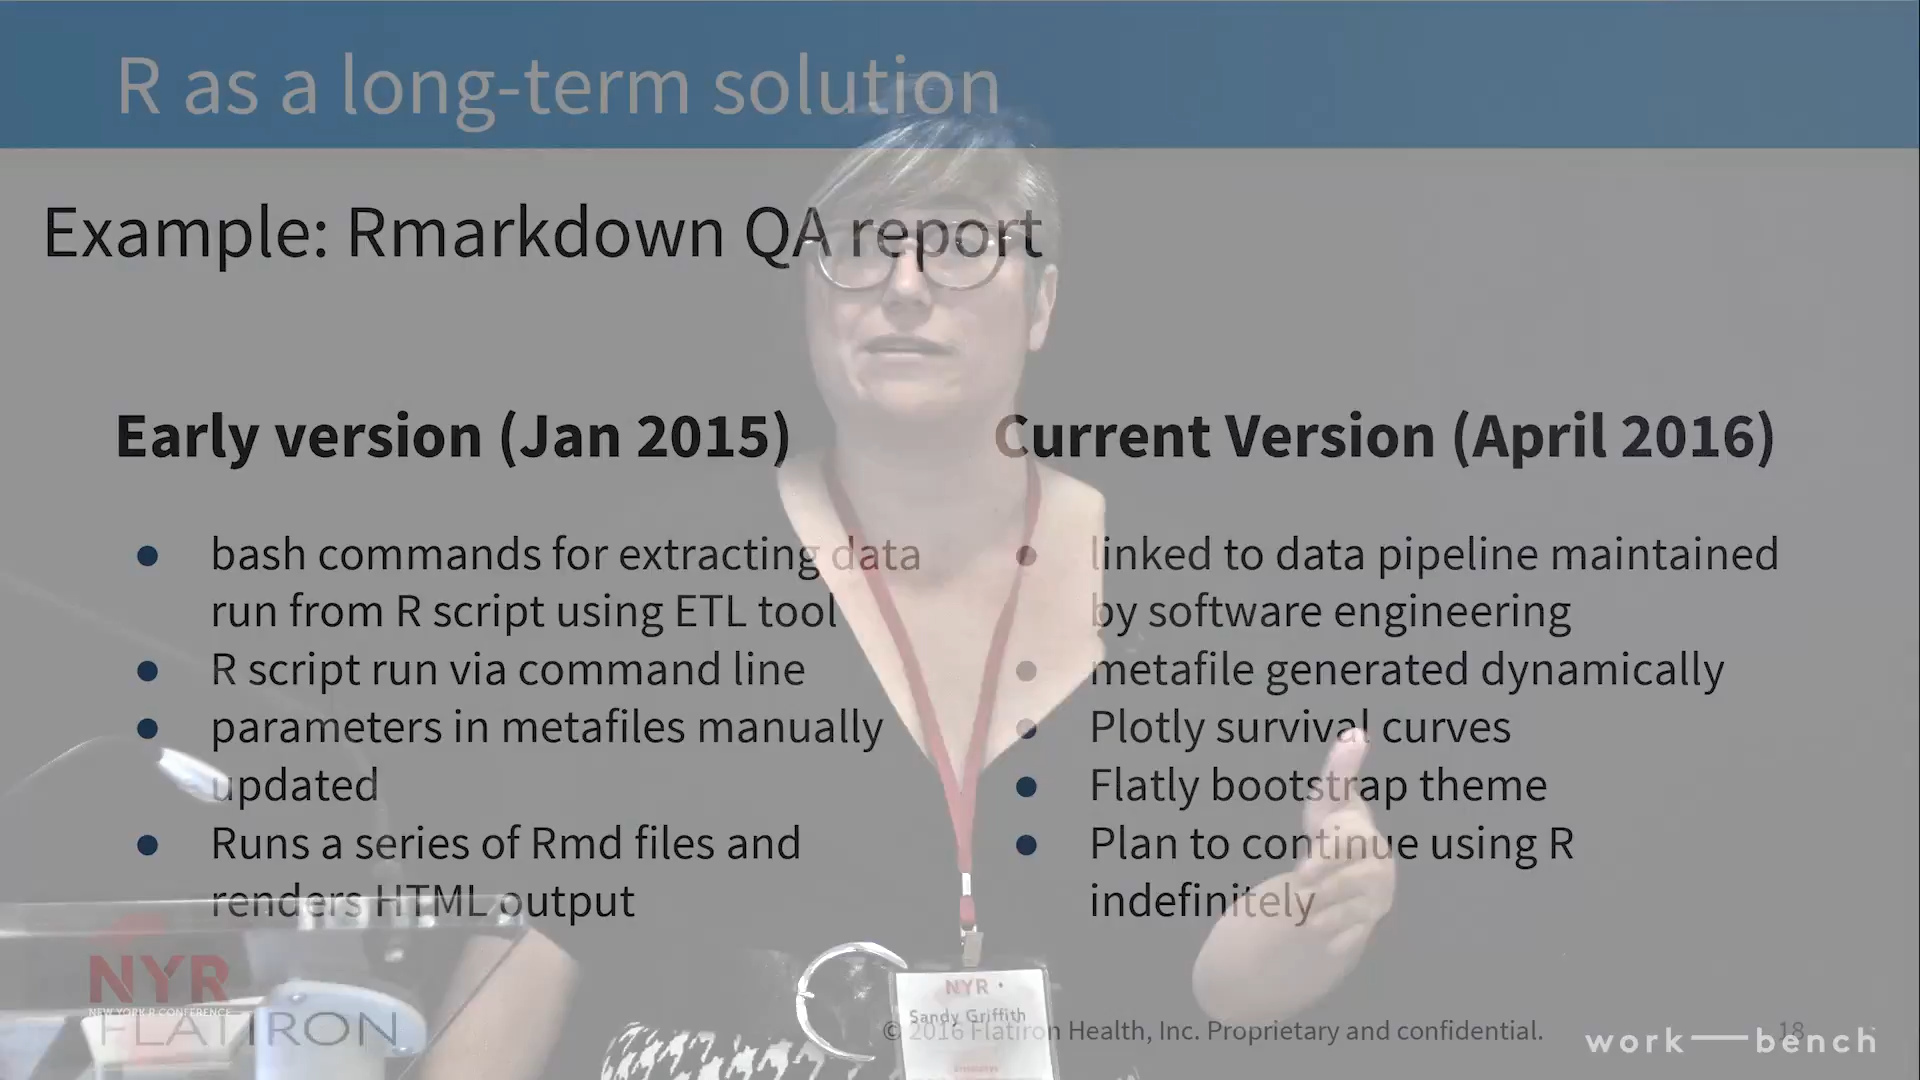 R as a long-term solution
Example: Rmarkdown QA report
Early version (Jan 2015)
bash commands for extracting data
run from R script using ETL tool
R script run via command line
parameters in metafiles manually
updated
Runs a series of Rmd files and
renders HTML output
Current Version (April 2016)
linked to data pipeline maintained
by software engineering
metafile generated dynamically
Plotly survival curves
Flatly bootstrap theme
Plan to continue using R
indefinitely
NYR
NEW YORK R CONFERENCE
FLATIRON
NYR
Sandy Griffith
© 2016 Flatiron Health, Inc. Proprietary and confidential.
18
work—bench